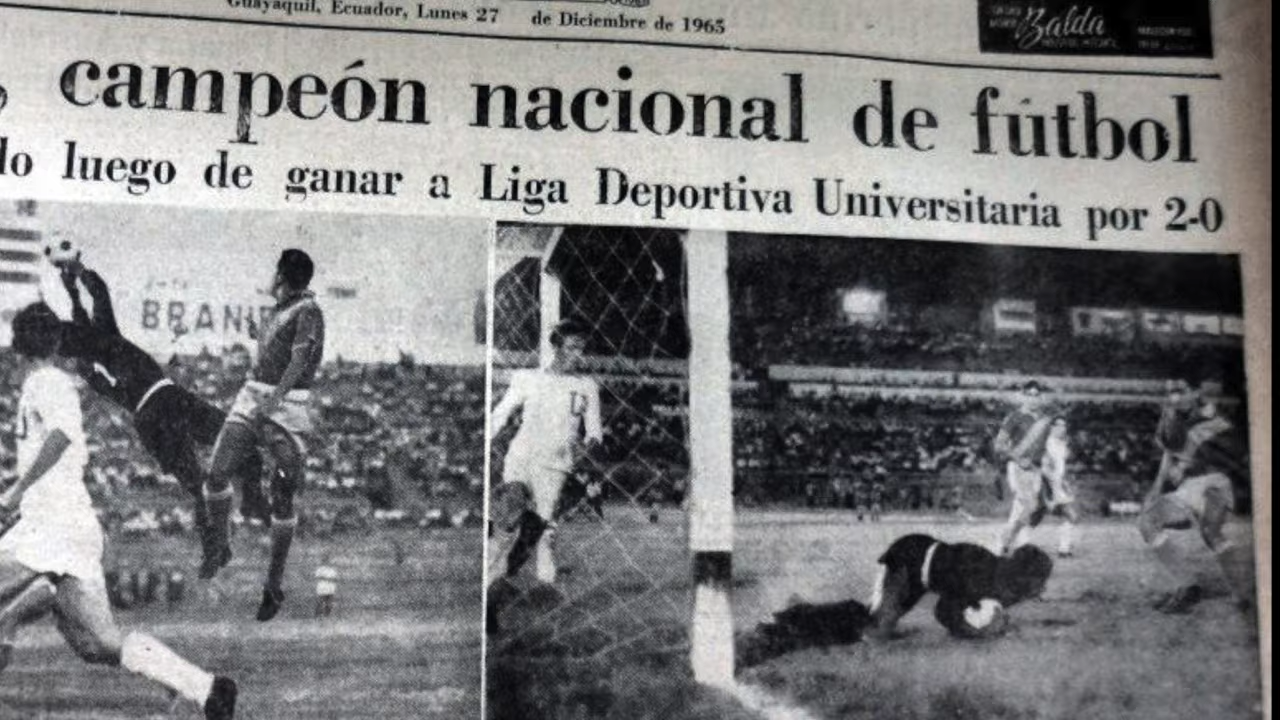 Guayaquil, Ecuador, Lunes 27 de Diciembre de 1965
Balda
, campeón nacional de fútbol
do luego de ganar a Liga Deportiva Universitaria por 2-0
BRANI